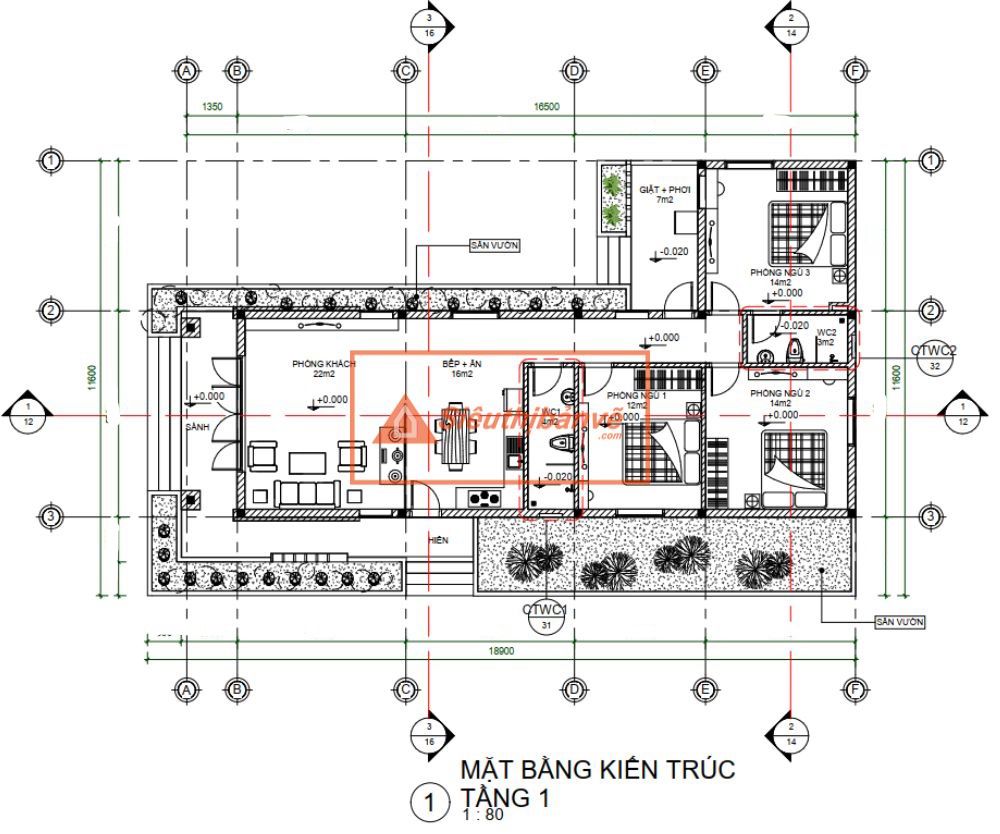 3
16
2
14
A
B
C
D
E
F
1350
16500
1
1
GIẶT + PHƠI
7m2
SÂN VƯỜN
-0.020
PHÒNG NGỦ 3
14m2
+0.000
2
2
-0.020
WC2
3m2
+0.000
CTWC2
32
PHÒNG KHÁCH
22m2
BẾP + ĂN
16m2
11600
11600
PHÒNG NGỦ 1
12m2
+0.000
PHÒNG NGỦ 2
14m2
+0.000
1
12
+0.000
SẢNH
+0.000
WC1
4m2
Siêuthibảnvẽ
.com
1
12
-0.020
3
3
HIÊN
CTWC1
31
SÂN VƯỜN
18900
A
B
C
D
E
F
3
16
2
14
MẶT BẰNG KIẾN TRÚC
1
TẦNG 1
1 : 80